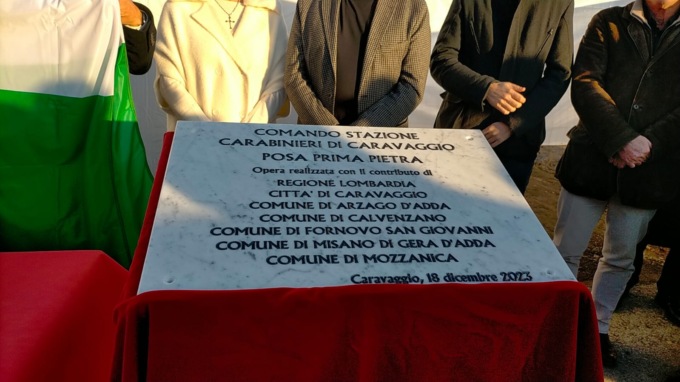 COMANDO STAZIONE
CARABINIERI DI CARAVAGGIO
POSA PRIMA PIETRA
Opera realizzata con il contributo di
REGIONE LOMBARDIA
CITTA' DI CARAVAGGIO
COMUNE DI ARZAGO D'ADDA
COMUNE DI CALVENZANO
COMUNE DI FORNOVO SAN GIOVANNI
COMUNE DI MISANO DI GERA D'ADDA
COMUNE DI MOZZANICA
Caravaggio, 18 dicembre 2023